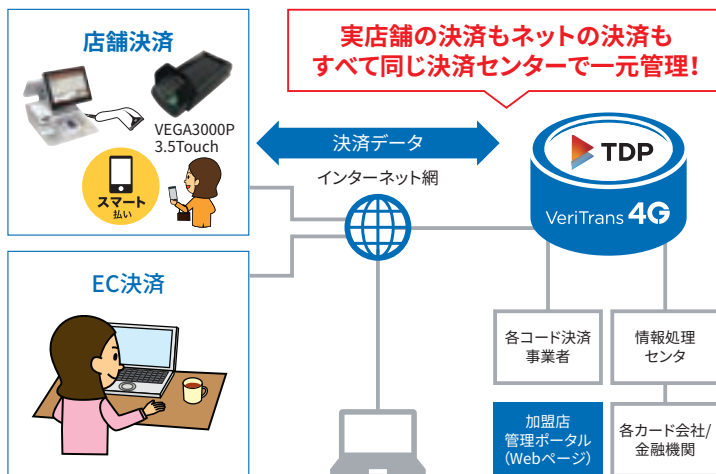 店舗決済
VEGA3000P
3.5Touch
スマート
払い
実店舗の決済もネットの決済も
すべて同じ決済センターで一元管理!
決済データ
インターネット網
TDP
VeriTrans 4G
EC決済
各コード決済
事業者
情報処理
センタ
加盟店
管理ポータル
(Webページ)
各カード会社/
金融機関